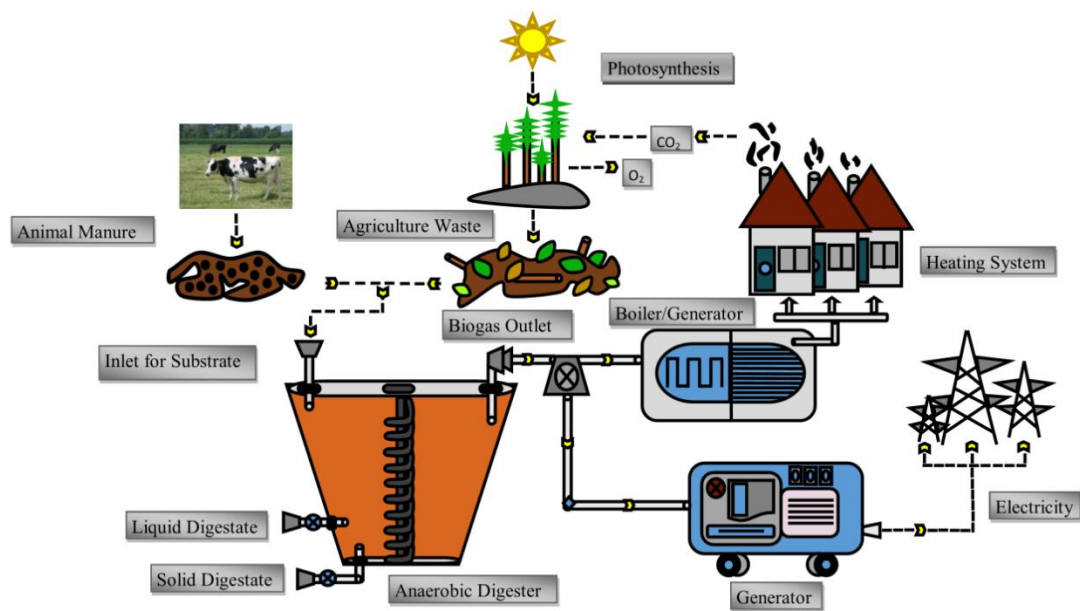 Photosynthesis
CO₂
O₂
Animal Manure
Agriculture Waste
Heating System
Biogas Outlet
Boiler/Generator
Inlet for Substrate
Liquid Digestate
Electricity
Solid Digestate
Anaerobic Digester
Generator